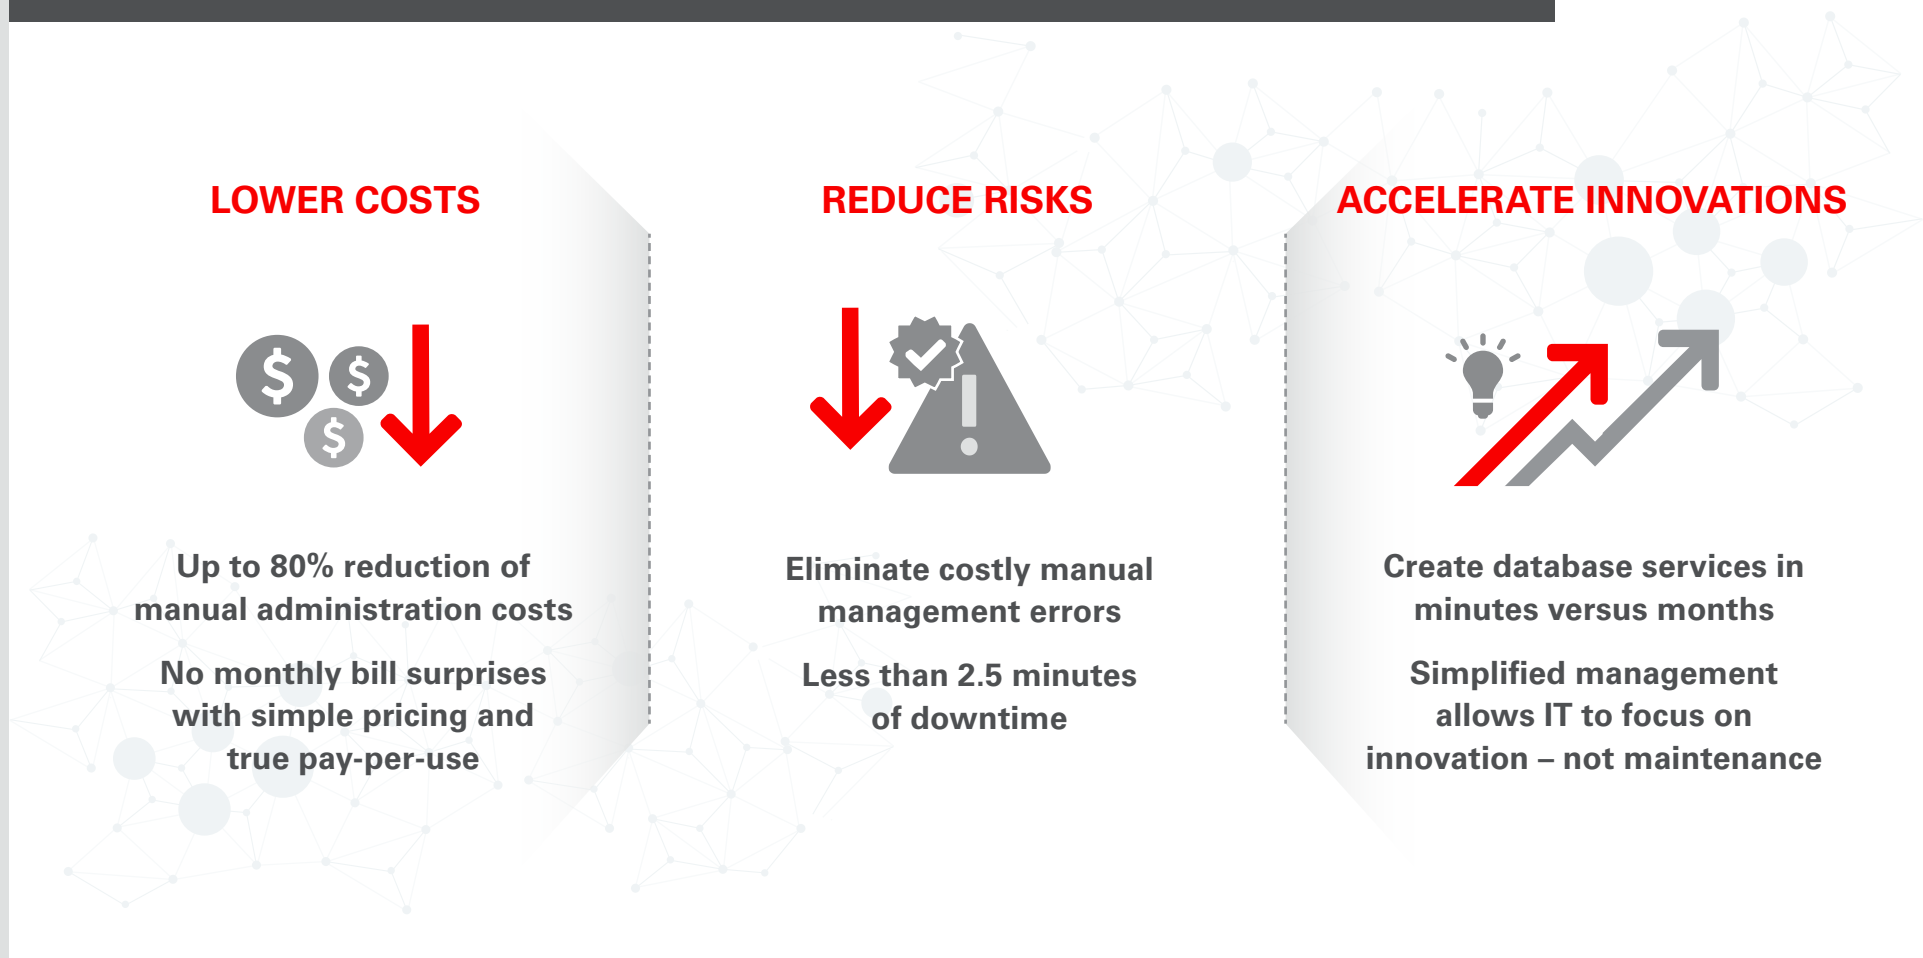 LOWER COSTS
$
$
$
Up to 80% reduction of
manual administration costs
No monthly bill surprises
with simple pricing and
true pay-per-use
REDUCE RISKS
!
Eliminate costly manual
management errors
Less than 2.5 minutes
of downtime
ACCELERATE INNOVATIONS
Create database services in
minutes versus months
Simplified management
allows IT to focus on
innovation – not maintenance